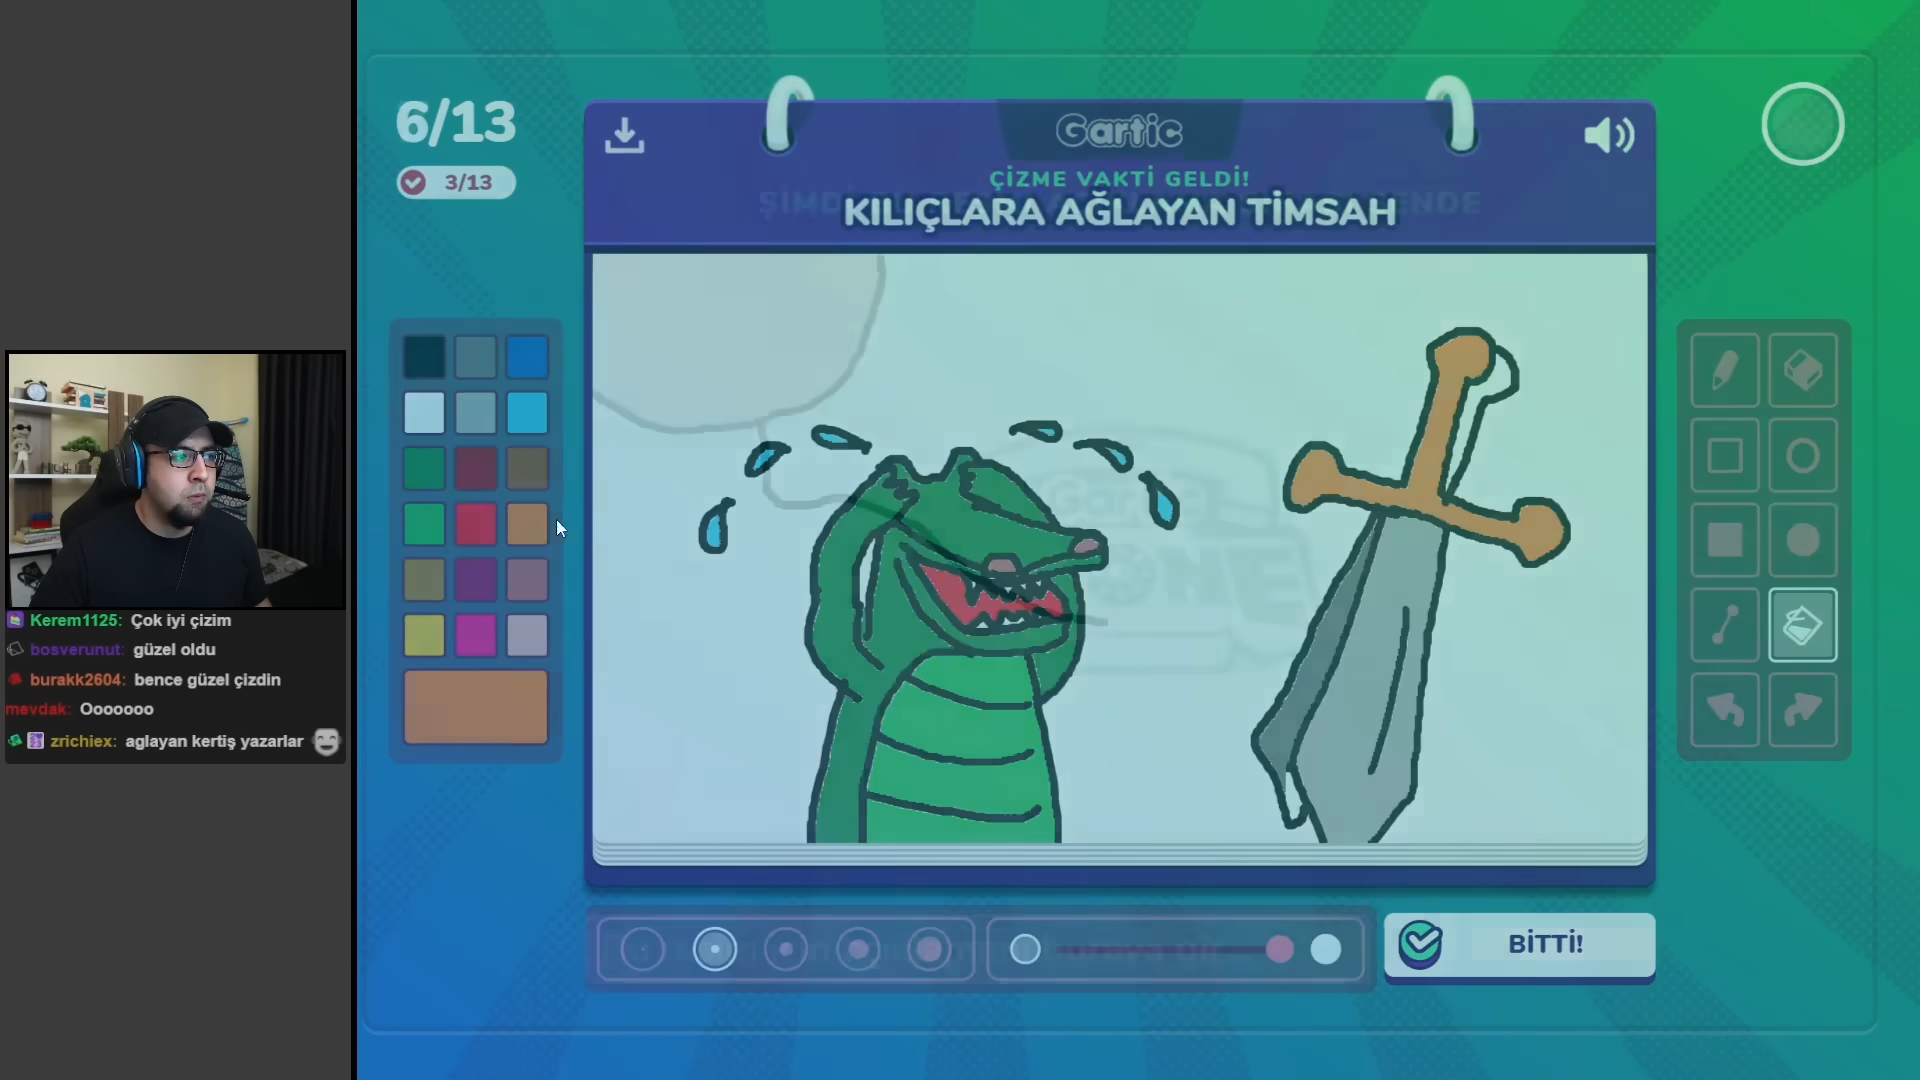 6/13
3/13
Gartic
ÇİZME VAKTİ GELDİ!
KILIÇLARA AĞLAYAN TİMSAH
Kerem1125: Çok iyi çizim
bosverunut: güzel oldu
burakk2604: bence güzel çizdin
mevdak: Ooooooo
zrichiex: aglayan kertiş yazarlar
BİTTİ!